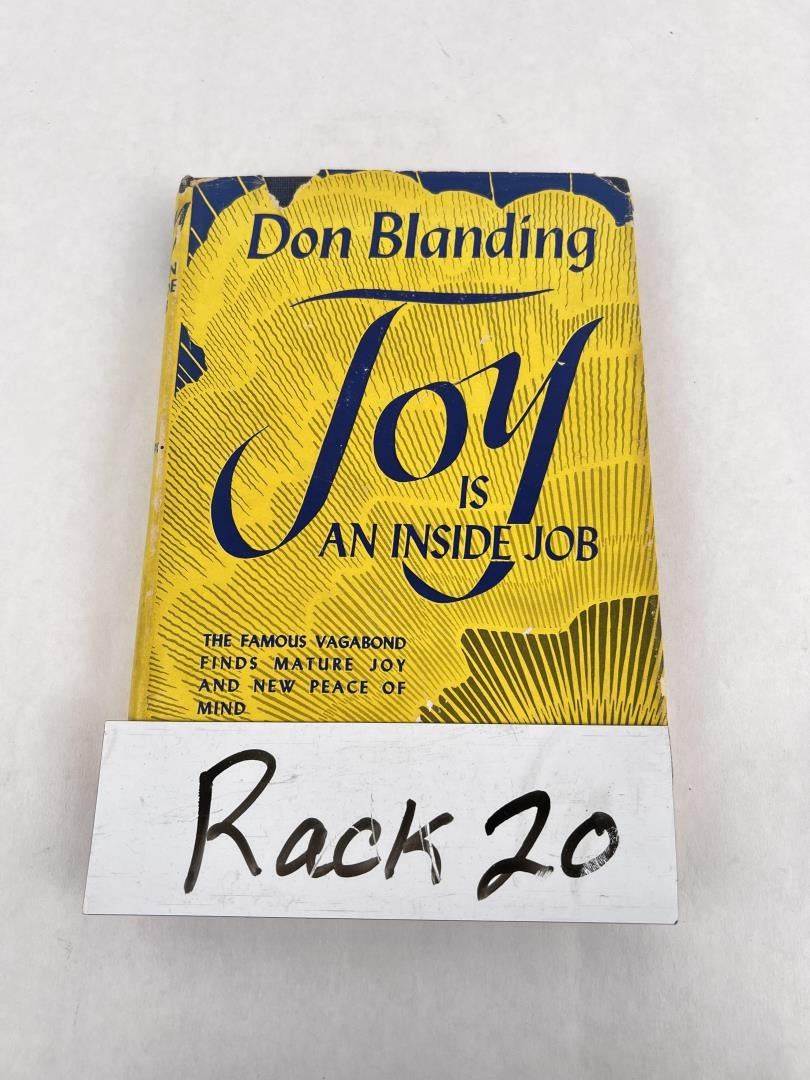 Don Blanding
Joy
IS
AN INSIDE JOB
THE FAMOUS VAGABOND
FINDS MATURE JOY
AND NEW PEACE OF
MIND
Rack 20